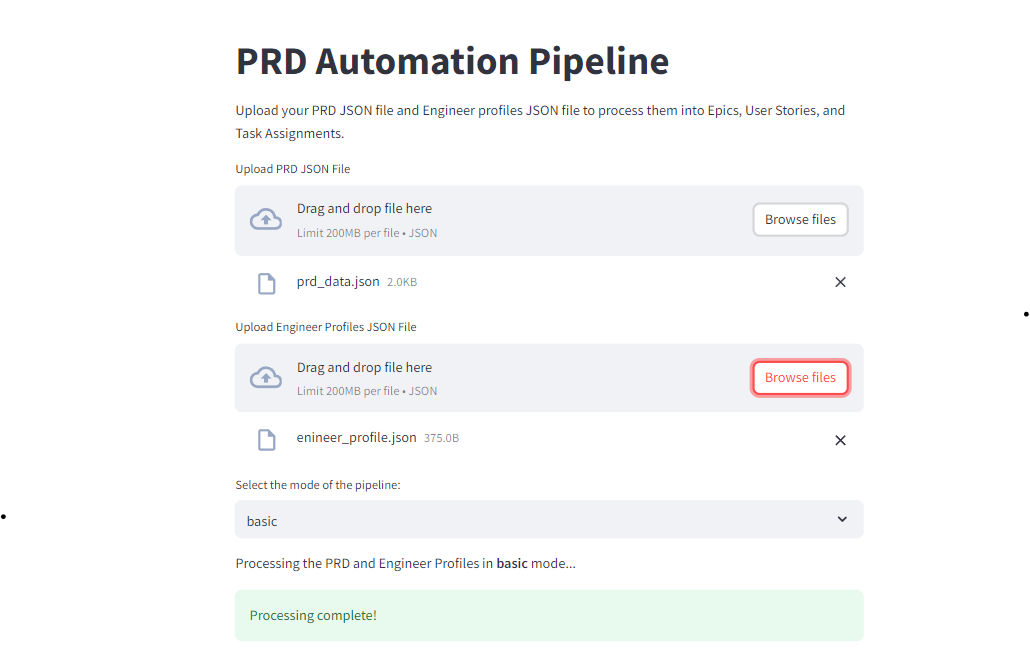 PRD Automation Pipeline
Upload your PRD JSON file and Engineer profiles JSON file to process them into Epics, User Stories, and
Task Assignments.
Upload PRD JSON File
Drag and drop file here
Limit 200MB per file • JSON
Browse files
prd_data.json 2.0KB
Upload Engineer Profiles JSON File
Drag and drop file here
Limit 200MB per file • JSON
Browse files
enineer_profile.json 375.0B
Select the mode of the pipeline:
basic
Processing the PRD and Engineer Profiles in basic mode...
Processing complete!